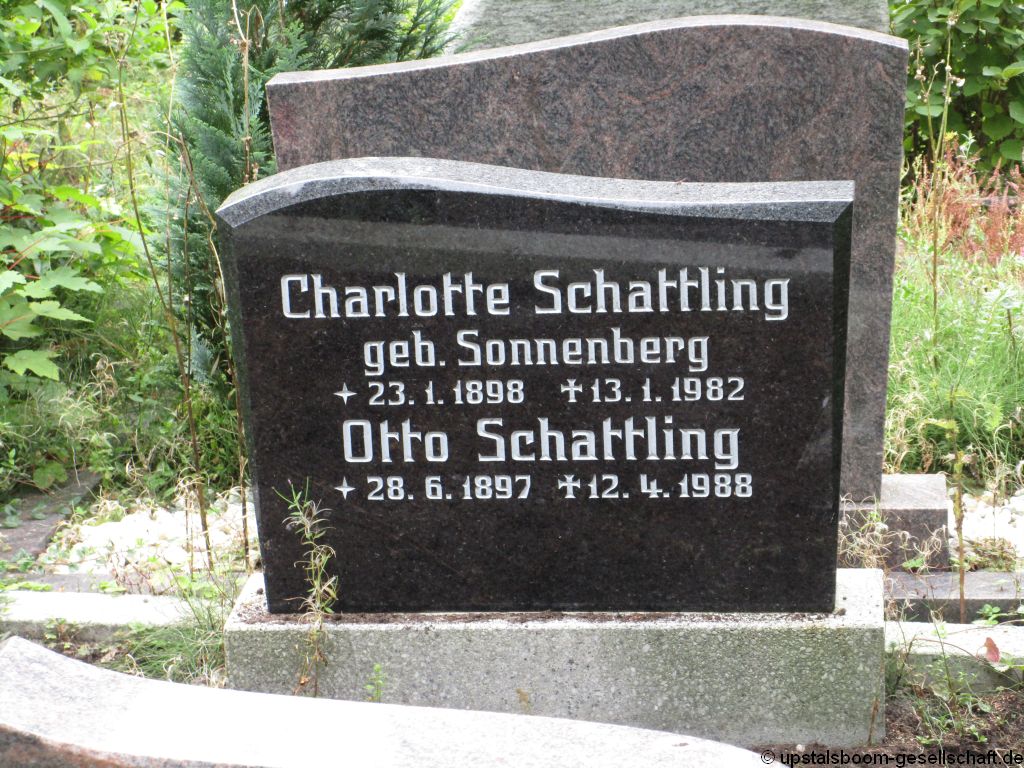 Charlotte Schattling
geb. Sonnenberg
✦ 23. 1. 1898 ✢ 13. 1. 1982
Otto Schattling
✦ 28. 6. 1897 ✢ 12. 4. 1988
© upstalsboom-gesellschaft.de